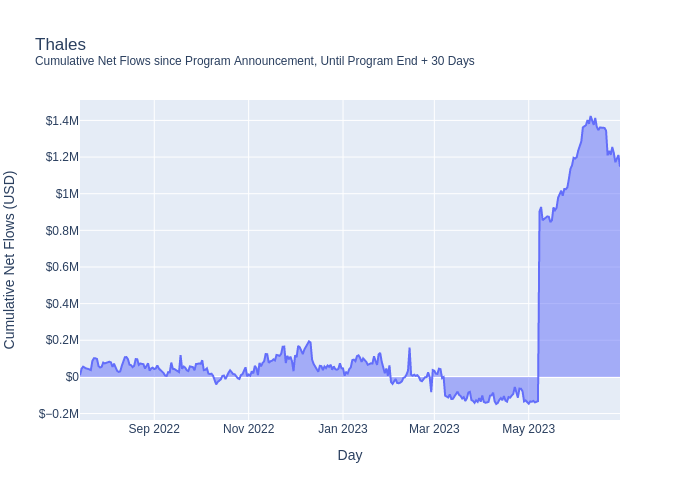 Thales
Cumulative Net Flows since Program Announcement, Until Program End + 30 Days
Cumulative Net Flows (USD)
$1.4M
$1.2M
$1M
$0.8M
$0.6M
$0.4M
$0.2M
$0
$−0.2M
Sep 2022
Nov 2022
Jan 2023
Mar 2023
May 2023
Day